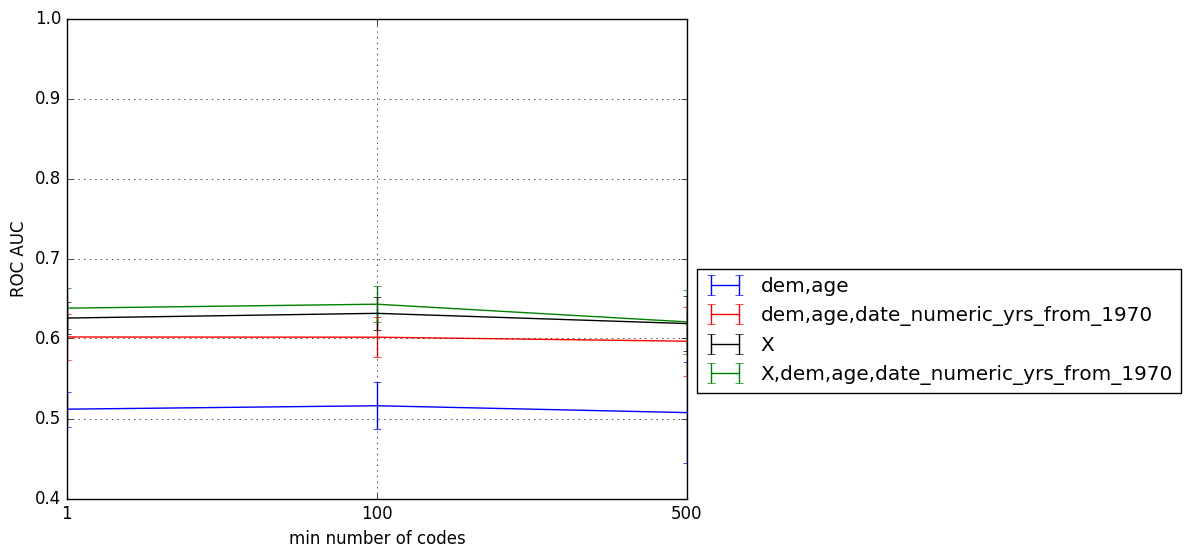 1.0
0.9
0.8
0.7
0.6
0.5
0.4
ROC AUC
1 100 500
min number of codes
dem,age
dem,age,date_numeric_yrs_from_1970
X
X,dem,age,date_numeric_yrs_from_1970